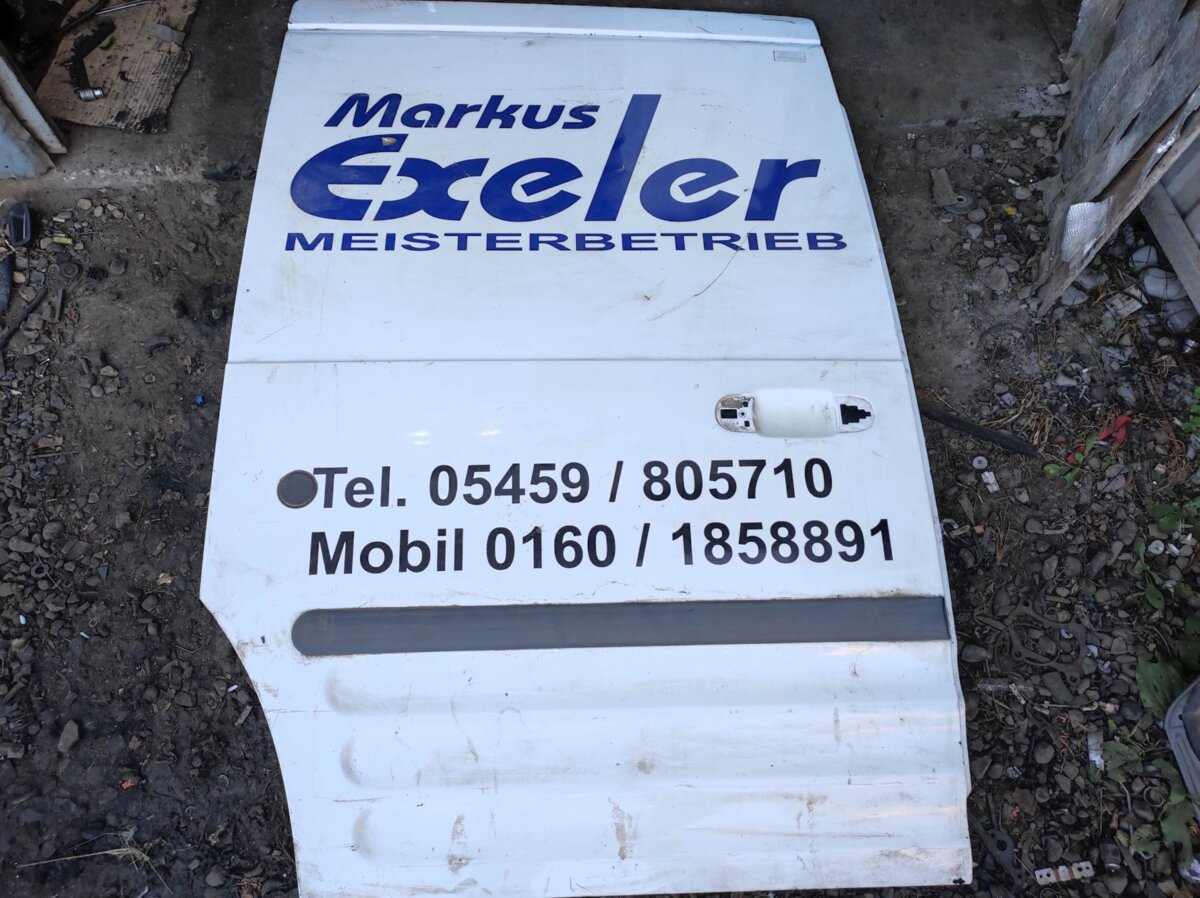 Markus
Exeler
MEISTERBETRIEB
Tel. 05459 / 805710
Mobil 0160 / 1858891